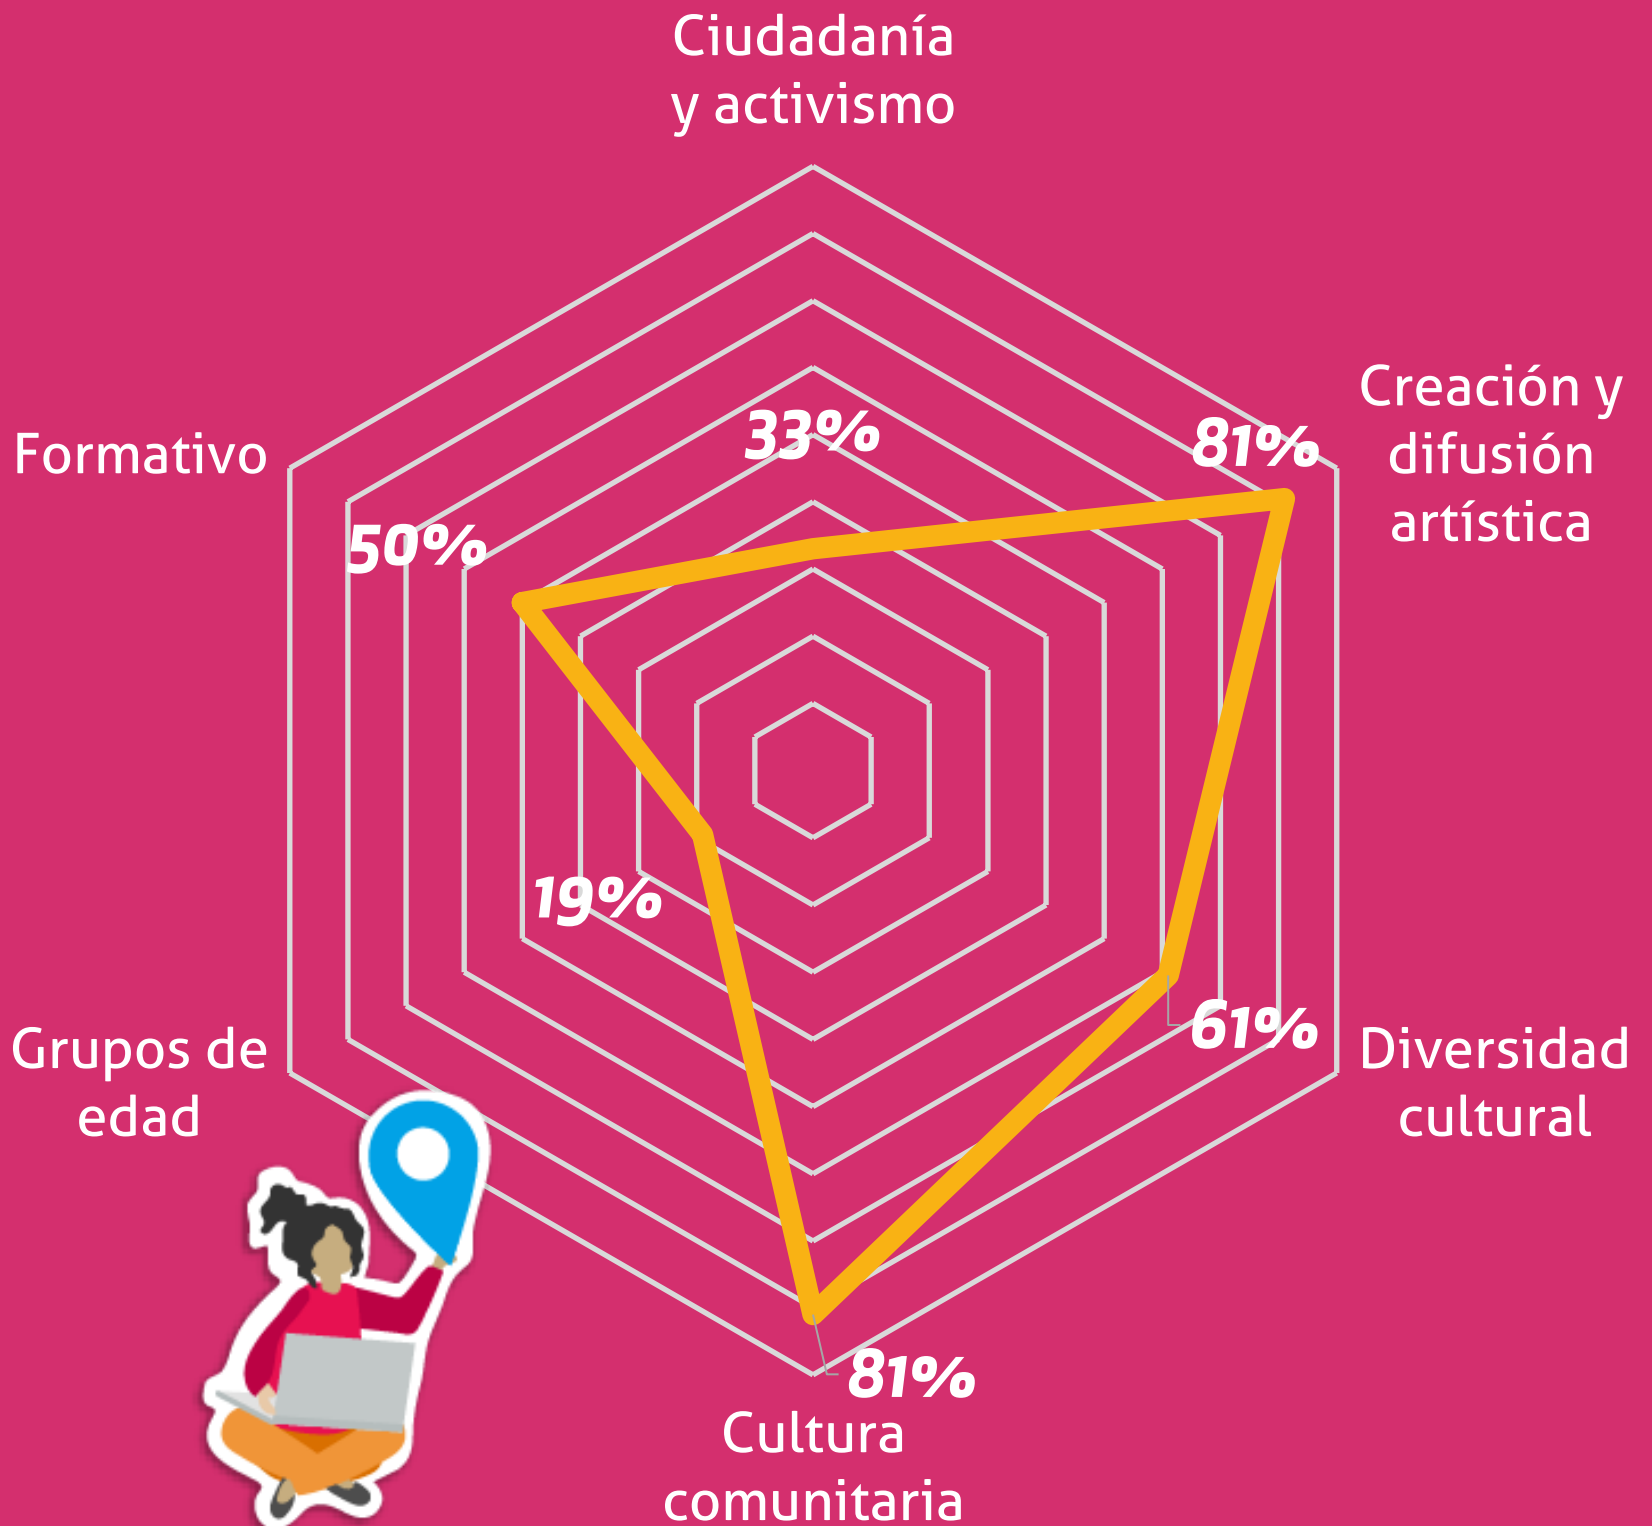 Ciudadanía
y activismo
33%
81%
Creación y
difusión
artística
Formativo
50%
19%
61%
Grupos de
edad
Diversidad
cultural
81%
Cultura
comunitaria